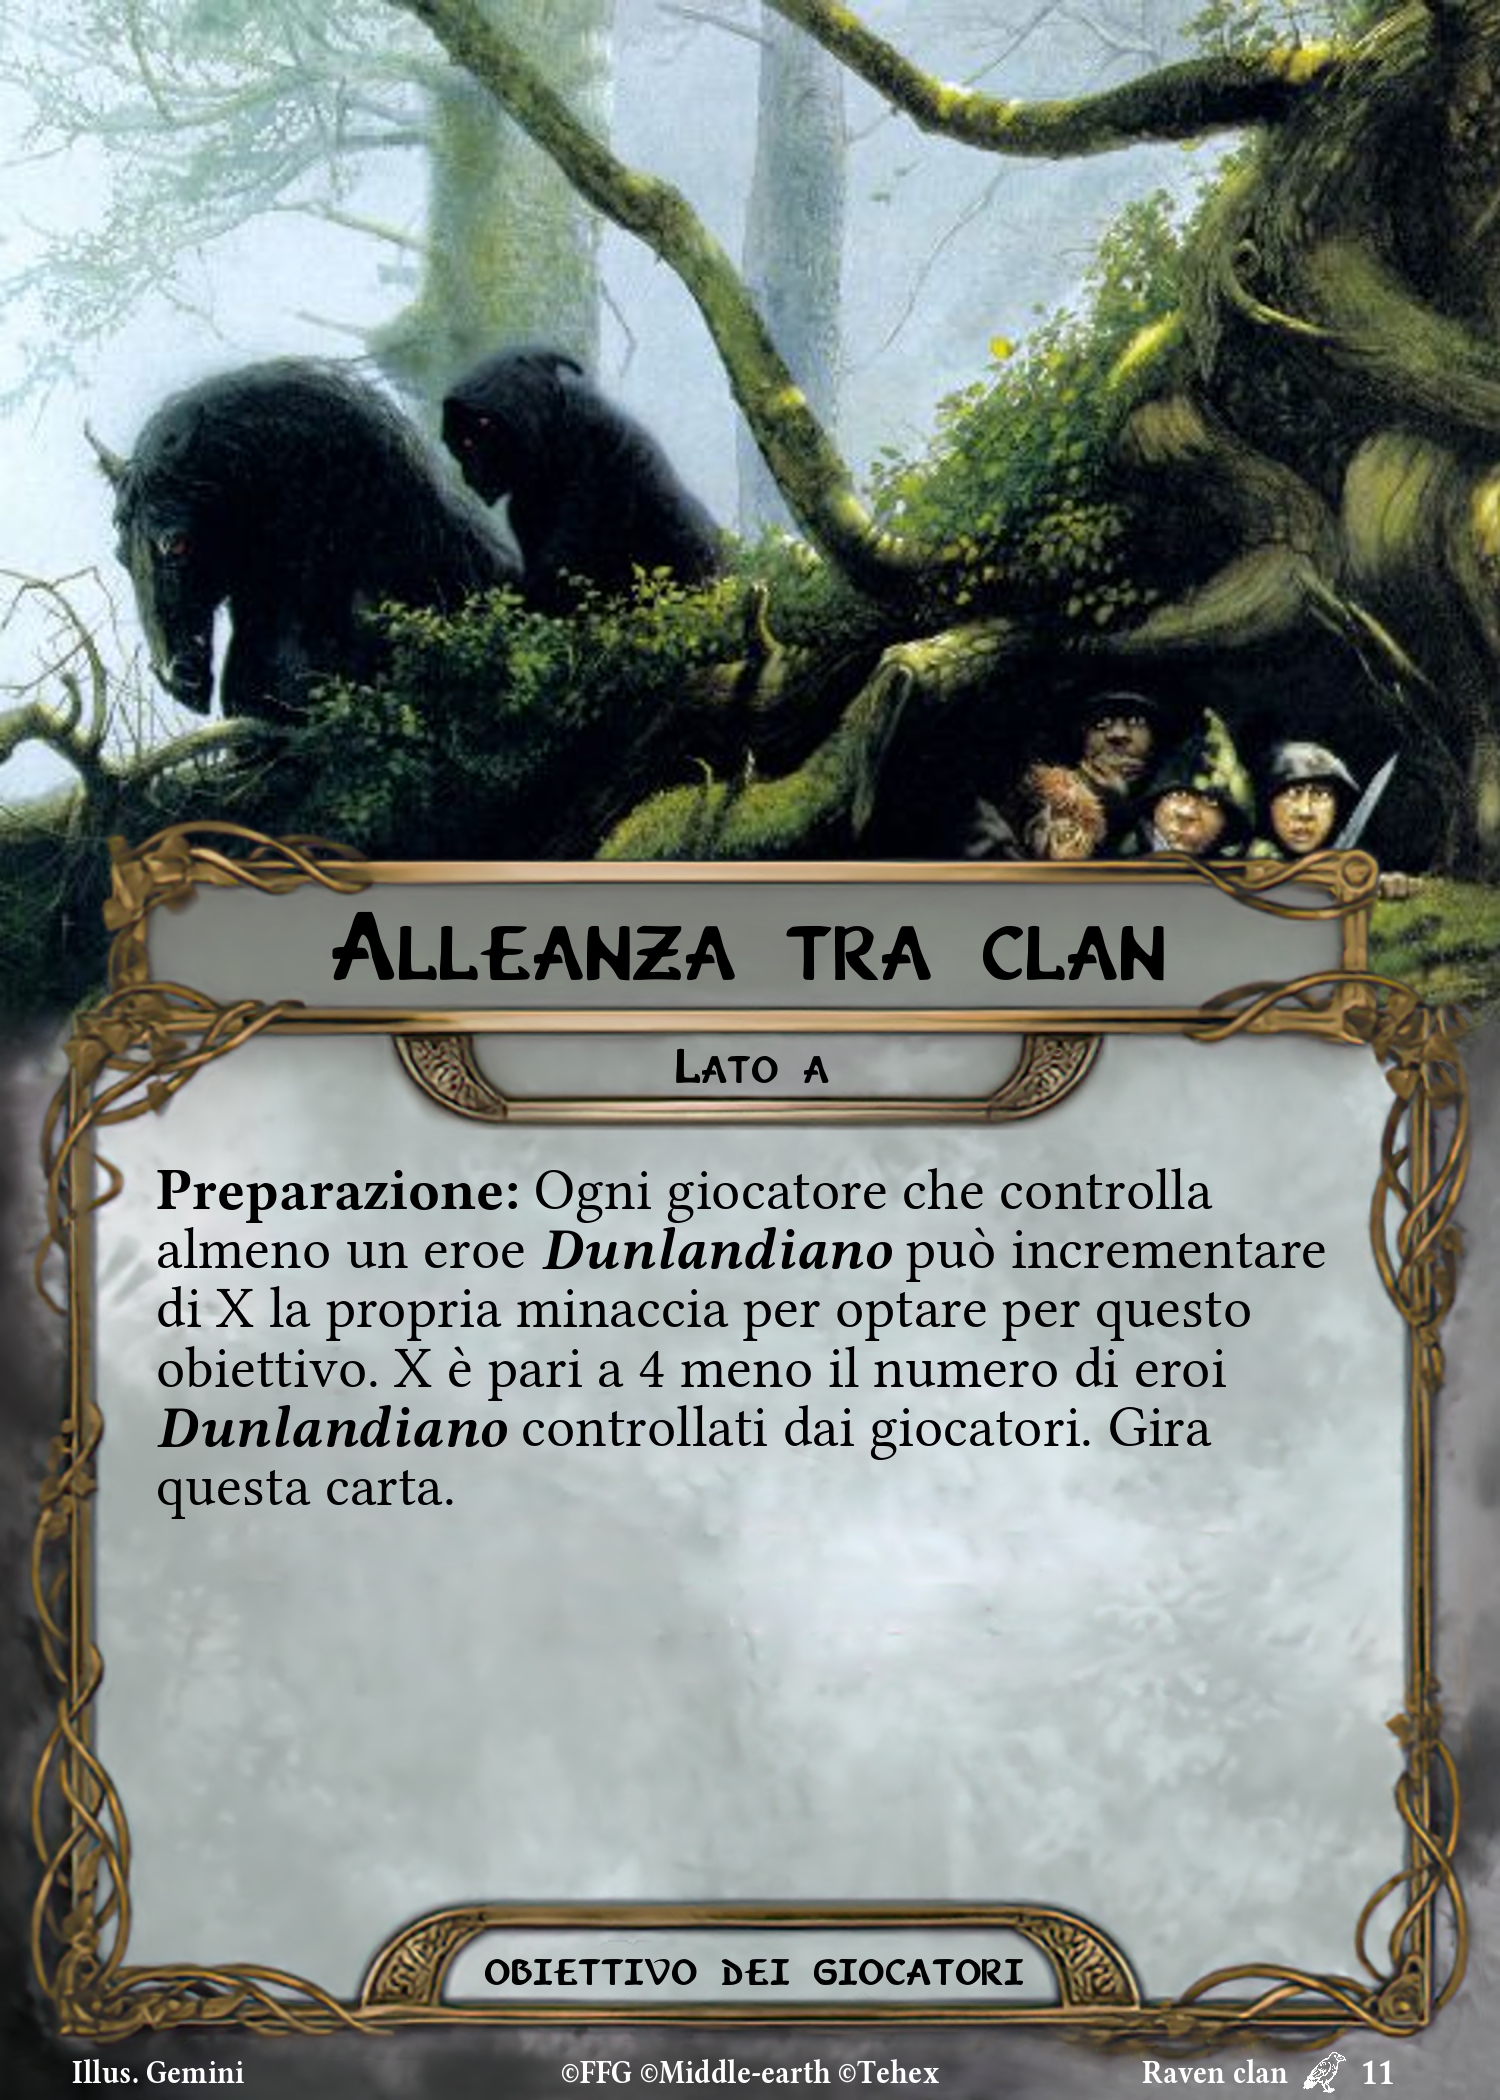 Alleanza tra clan
Lato a
Preparazione: Ogni giocatore che controlla
almeno un eroe Dunlandiano può incrementare
di X la propria minaccia per optare per questo
obiettivo. X è pari a 4 meno il numero di eroi
Dunlandiano controllati dai giocatori. Gira
questa carta.
obiettivo dei giocatori
Illus. Gemini ©FFG ©Middle-earth ©Tehex Raven clan 11